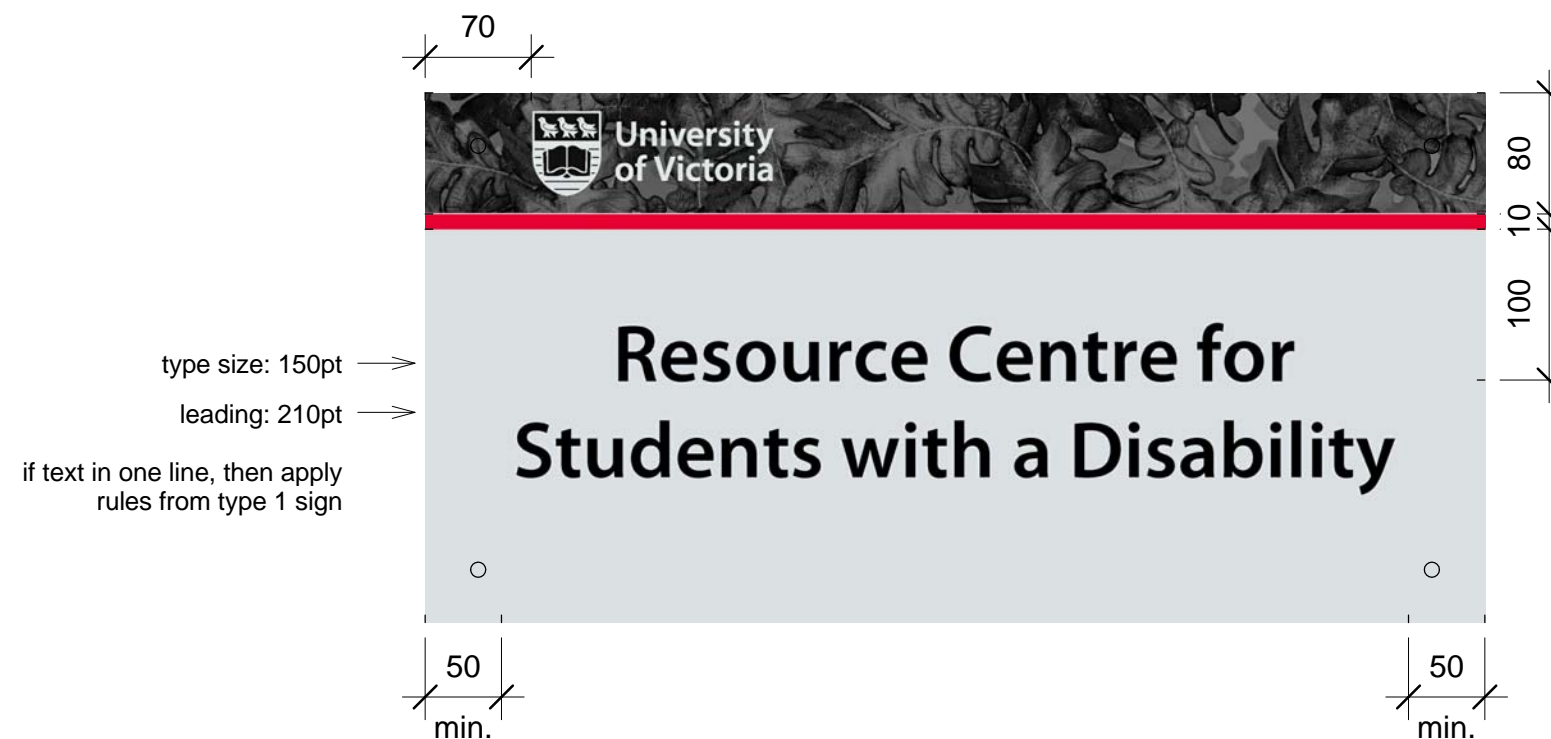 70
University
of Victoria
80
10
100
Resource Centre for
Students with a Disability
type size: 150pt
leading: 210pt
if text in one line, then apply
rules from type 1 sign
50
min.
50
min.